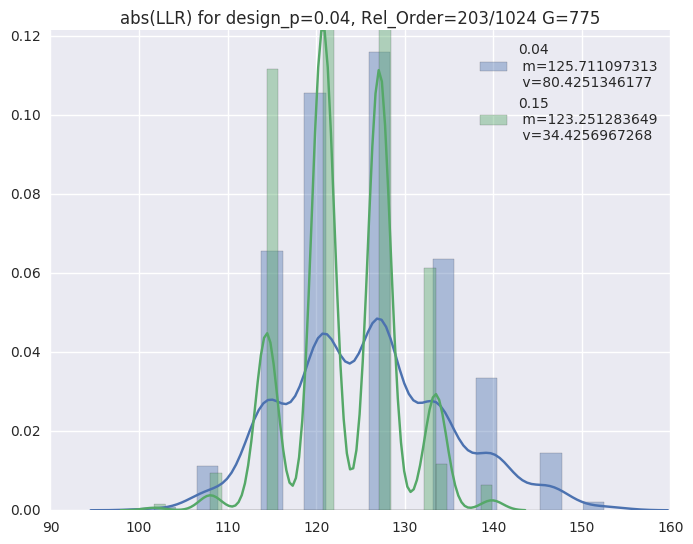 abs(LLR) for design_p=0.04, Rel_Order=203/1024 G=775
0.12
0.10
0.08
0.06
0.04
0.02
0.00
0.04
m=125.711097313
v=80.4251346177
0.15
m=123.251283649
v=34.4256967268
90 100 110 120 130 140 150 160